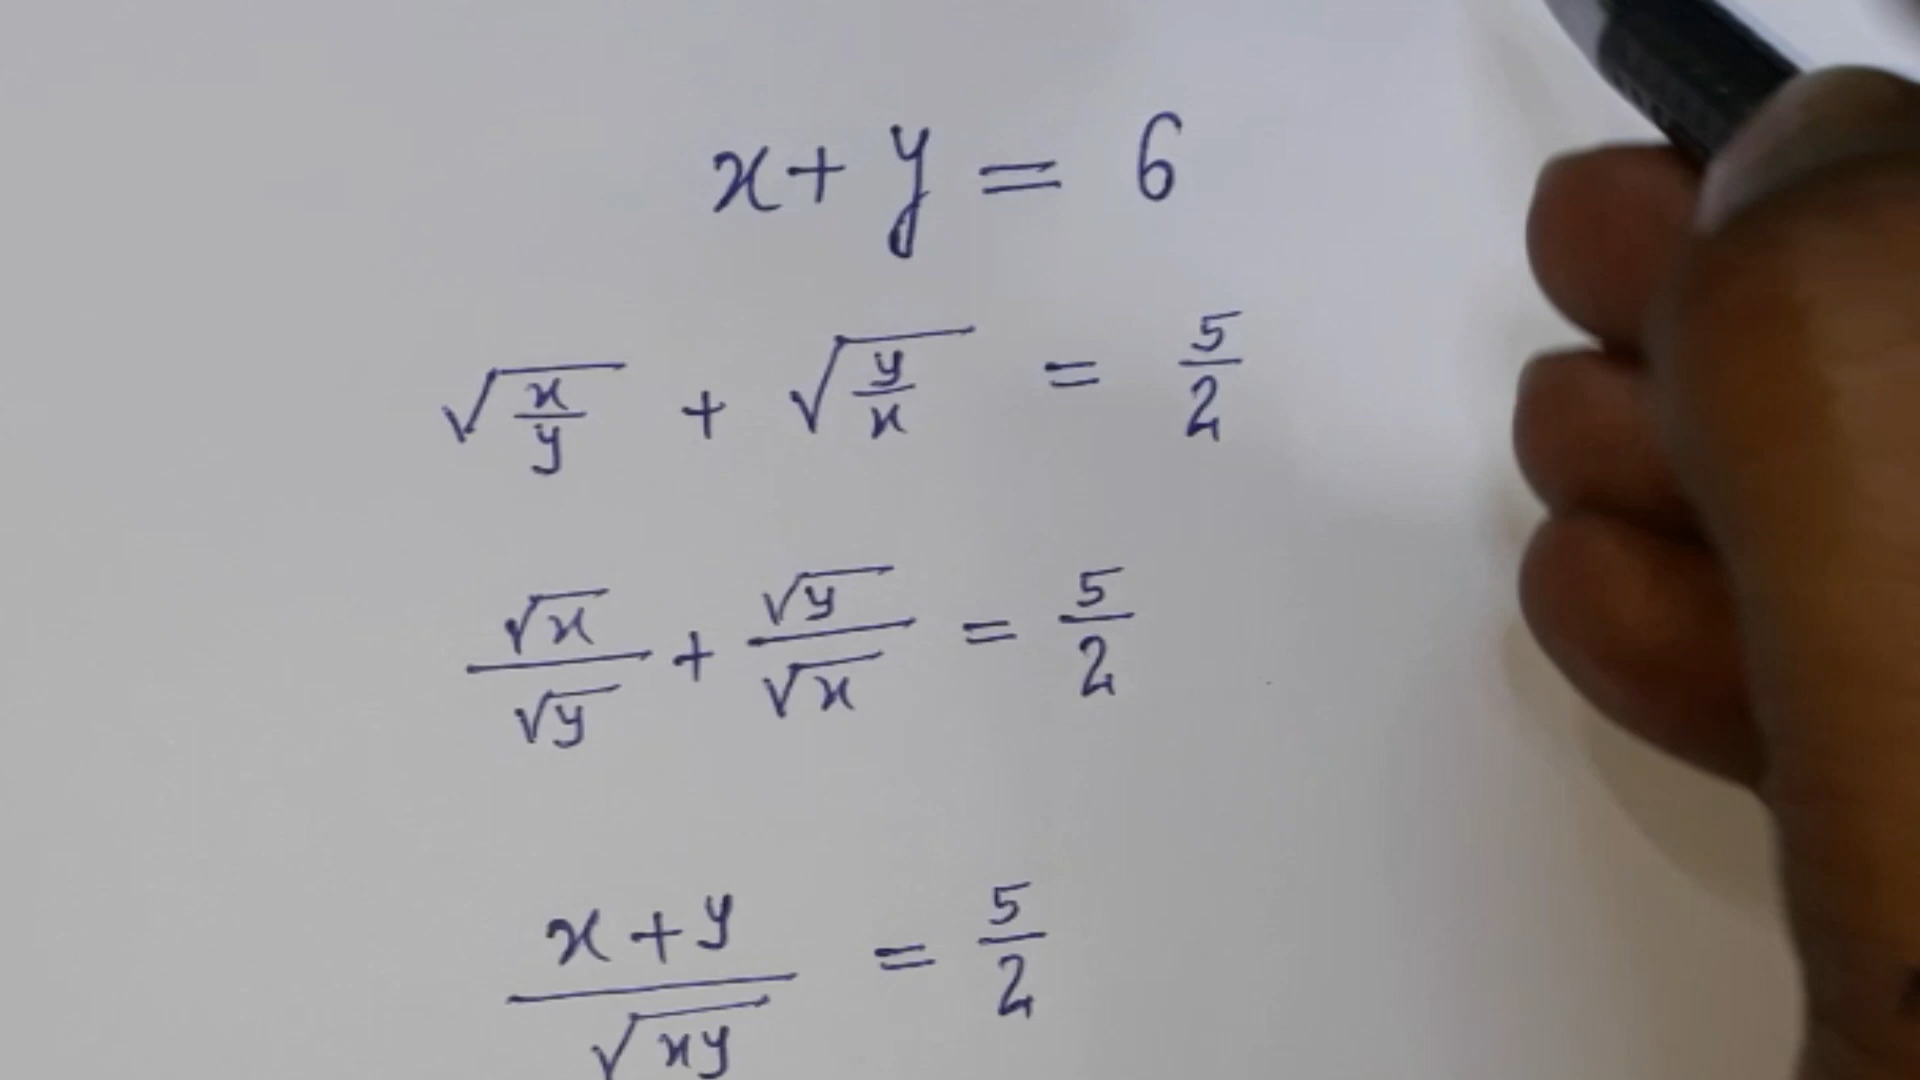 x + y = 6
√(x/y) + √(y/x) = 5/2
√x/√y + √y/√x = 5/2
(x + y)/√(xy) = 5/2